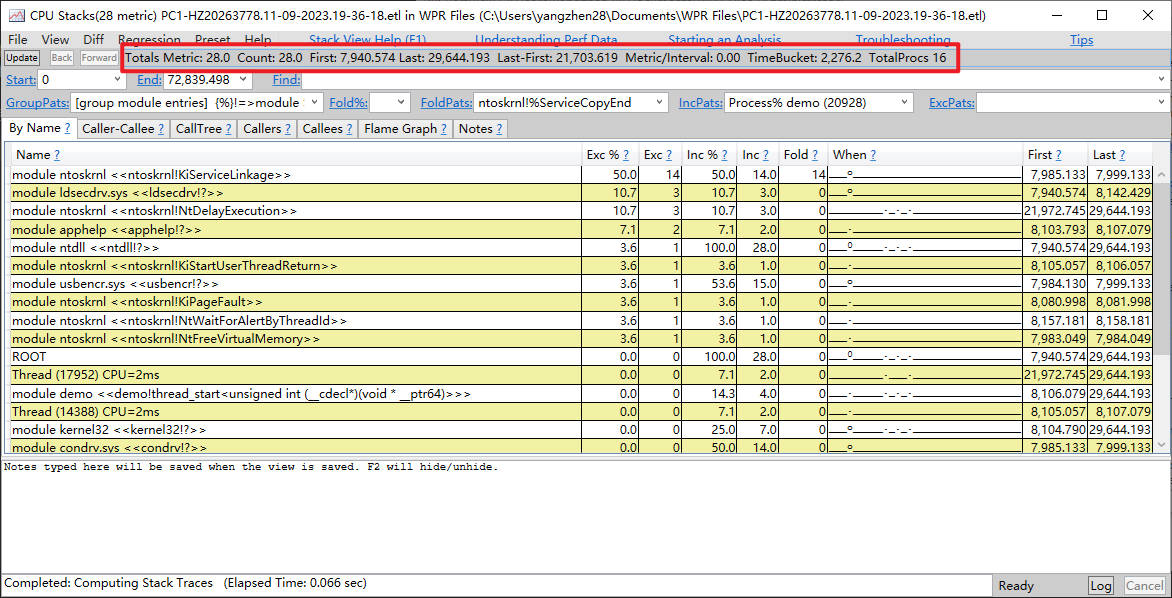 CPU Stacks(28 metric) PC1-HZ20263778.11-09-2023.19-36-18.etl in WPR Files (C:\Users\yangzhen28\Documents\WPR Files\PC1-HZ20263778.11-09-2023.19-36-18.etl)
File View Diff Regression Preset Help Stack View Help (F1) Understanding Perf Data Starting an Analysis Troubleshooting Tips
Update Back Forward Totals Metric: 28.0 Count: 28.0 First: 7,940.574 Last: 29,644.193 Last-First: 21,703.619 Metric/Interval: 0.00 TimeBucket: 2,276.2 TotalProcs 16
Start: 0 End: 72,839.498 Find:
GroupPats: [group module entries] {%}!=>module Fold%: FoldPats: ntoskrnl!%ServiceCopyEnd IncPats: Process% demo (20928) ExcPats:
By Name ? Caller-Callee ? CallTree ? Callers ? Callees ? Flame Graph ? Notes ?
Name ? Exc % ? Exc ? Inc % ? Inc ? Fold ? When ? First ? Last ?
module ntoskrnl <<ntoskrnl!KiServiceLinkage>> 50.0 14 50.0 14.0 14 ___o_______________________________ 7,985.133 7,999.133
module ldsecdrv.sys <<ldsecdrv!?>> 10.7 3 10.7 3.0 0 ___o_______________________________ 7,940.574 8,142.429
module ntoskrnl <<ntoskrnl!NtDelayExecution>> 10.7 3 10.7 3.0 0 _________._._.____________________ 21,972.745 29,644.193
module apphelp <<apphelp!?>> 7.1 2 7.1 2.0 0 ___._______________________________ 8,103.793 8,107.079
module ntdll <<ntdll!?>> 3.6 1 100.0 28.0 0 ___O_____._._.____________________ 7,940.574 29,644.193
module ntoskrnl <<ntoskrnl!KiStartUserThreadReturn>> 3.6 1 3.6 1.0 0 ___._______________________________ 8,105.057 8,106.057
module usbencr.sys <<usbencr!?>> 3.6 1 53.6 15.0 0 ___o_______________________________ 7,984.130 7,999.133
module ntoskrnl <<ntoskrnl!KiPageFault>> 3.6 1 3.6 1.0 0 ___._______________________________ 8,080.998 8,081.998
module ntoskrnl <<ntoskrnl!NtWaitForAlertByThreadId>> 3.6 1 3.6 1.0 0 ___._______________________________ 8,157.181 8,158.181
module ntoskrnl <<ntoskrnl!NtFreeVirtualMemory>> 3.6 1 3.6 1.0 0 ___._______________________________ 7,983.049 7,984.049
ROOT 0.0 0 100.0 28.0 0 ___O_____._._.____________________ 7,940.574 29,644.193
Thread (17952) CPU=2ms 0.0 0 7.1 2.0 0 _________.___.____________________ 21,972.745 29,644.193
module demo <<demo!thread_start<unsigned int (__cdecl*)(void * __ptr64)>>> 0.0 0 14.3 4.0 0 ___._____._._.____________________ 8,106.079 29,644.193
Thread (14388) CPU=2ms 0.0 0 7.1 2.0 0 ___._______________________________ 8,105.057 8,107.079
module kernel32 <<kernel32!?>> 0.0 0 25.0 7.0 0 ___o_____._._.____________________ 8,104.790 29,644.193
module condrv.sys <<condrv!?>> 0.0 0 50.0 14.0 0 ___o_______________________________ 7,985.133 7,999.133
Notes typed here will be saved when the view is saved. F2 will hide/unhide.
Completed: Computing Stack Traces (Elapsed Time: 0.066 sec) Ready Log Cancel